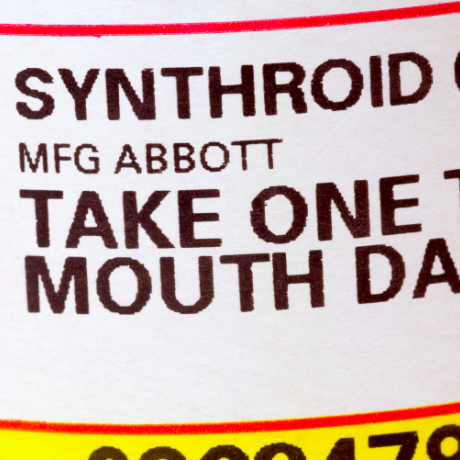 SYNTHROID
MFG ABBOTT
TAKE ONE
MOUTH DA